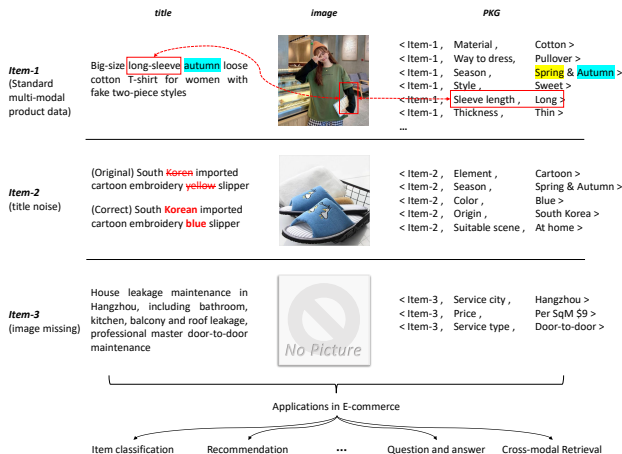 title image PKG
Item-1
(Standard
multi-modal
product data)
Big-size long-sleeve autumn loose
cotton T-shirt for women with
fake two-piece styles
< Item-1 , Material , Cotton >
< Item-1 , Way to dress, Pullover >
< Item-1 , Season , Spring & Autumn >
< Item-1 , Style , Sweet >
< Item-1 , Sleeve length , Long >
< Item-1 , Thickness , Thin >
...
Item-2
(title noise)
(Original) South Koren imported
cartoon embroidery yellow slipper
(Correct) South Korean imported
cartoon embroidery blue slipper
< Item-2 , Element , Cartoon >
< Item-2 , Season , Spring & Autumn >
< Item-2 , Color , Blue >
< Item-2 , Origin , South Korea >
< Item-2 , Suitable scene , At home >
Item-3
(image missing)
House leakage maintenance in
Hangzhou, including bathroom,
kitchen, balcony and roof leakage,
professional master door-to-door
maintenance
No Picture
< Item-3 , Service city , Hangzhou >
< Item-3 , Price , Per SqM $9 >
< Item-3 , Service type , Door-to-door >
Applications in E-commerce
Item classification Recommendation ... Question and answer Cross-modal Retrieval